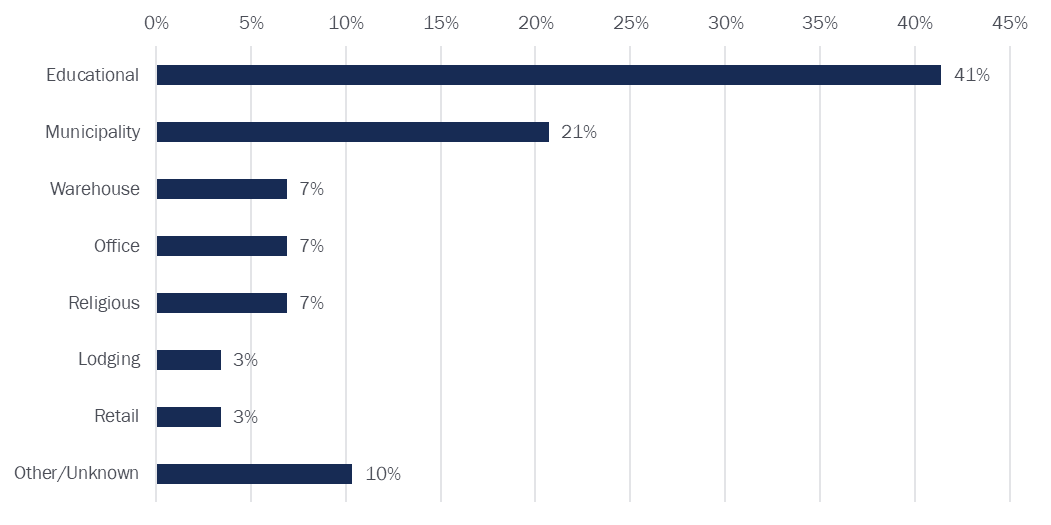 0% 5% 10% 15% 20% 25% 30% 35% 40% 45%
Educational 41%
Municipality 21%
Warehouse 7%
Office 7%
Religious 7%
Lodging 3%
Retail 3%
Other/Unknown 10%